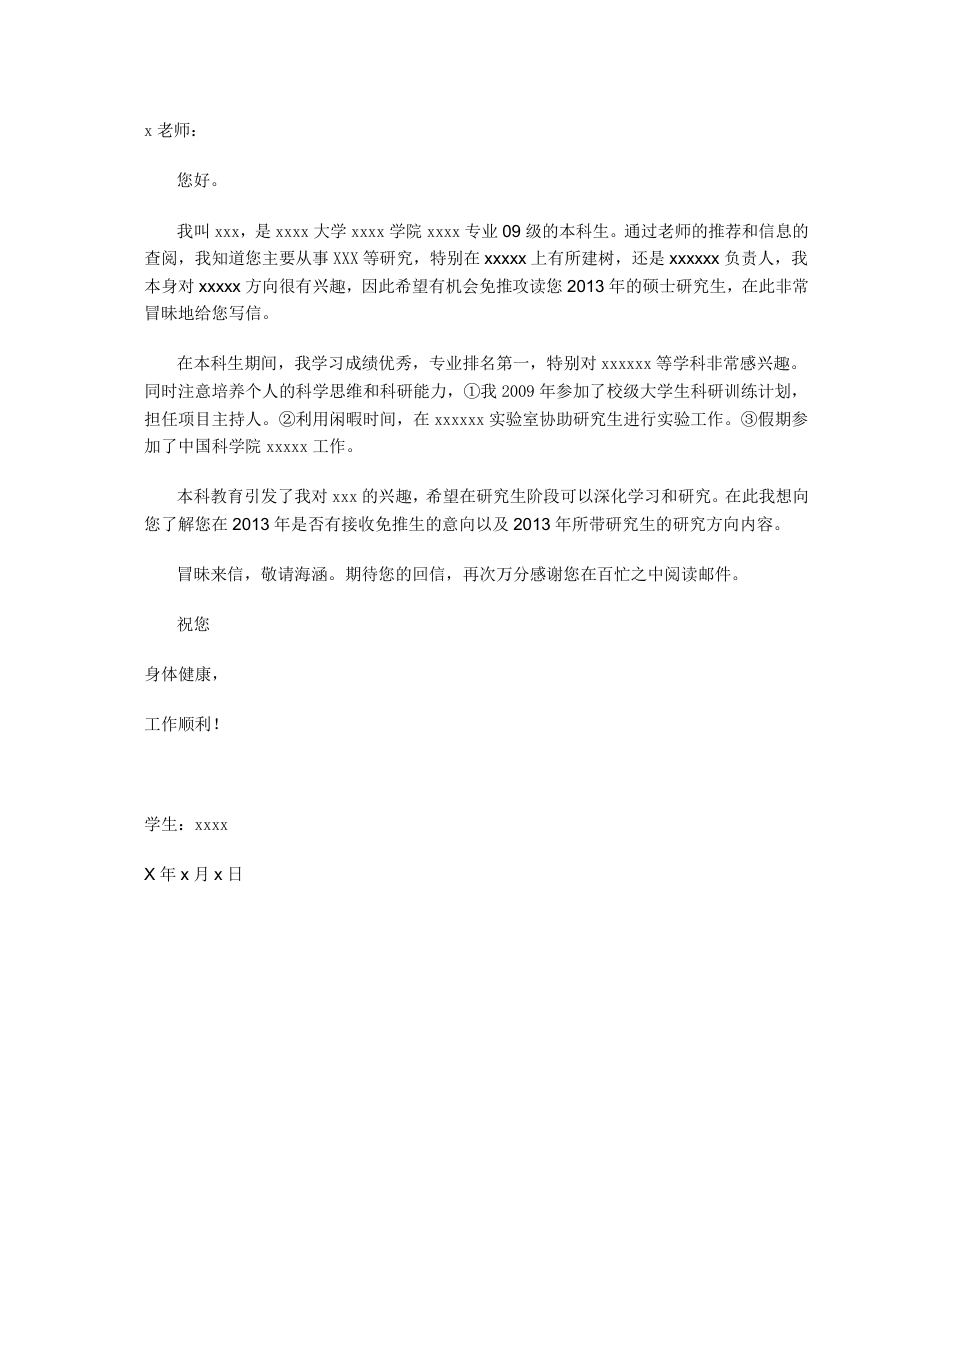 x 老师：
您好。
我叫 xxx，是 xxxx 大学 xxxx 学院 xxxx 专业 09 级的本科生。通过老师的推荐和信息的
查阅，我知道您主要从事 XXX 等研究，特别在 xxxxx 上有所建树，还是 xxxxxx 负责人，我
本身对 xxxxx 方向很有兴趣，因此希望有机会免推攻读您 2013 年的硕士研究生，在此非常
冒昧地给您写信。
在本科生期间，我学习成绩优秀，专业排名第一，特别对 xxxxxx 等学科非常感兴趣。
同时注意培养个人的科学思维和科研能力，①我 2009 年参加了校级大学生科研训练计划，
担任项目主持人。②利用闲暇时间，在 xxxxxx 实验室协助研究生进行实验工作。③假期参
加了中国科学院 xxxxx 工作。
本科教育引发了我对 xxx 的兴趣，希望在研究生阶段可以深化学习和研究。在此我想向
您了解您在 2013 年是否有接收免推生的意向以及 2013 年所带研究生的研究方向内容。
冒昧来信，敬请海涵。期待您的回信，再次万分感谢您在百忙之中阅读邮件。
祝您
身体健康，
工作顺利！
学生：xxxx
X 年 x 月 x 日